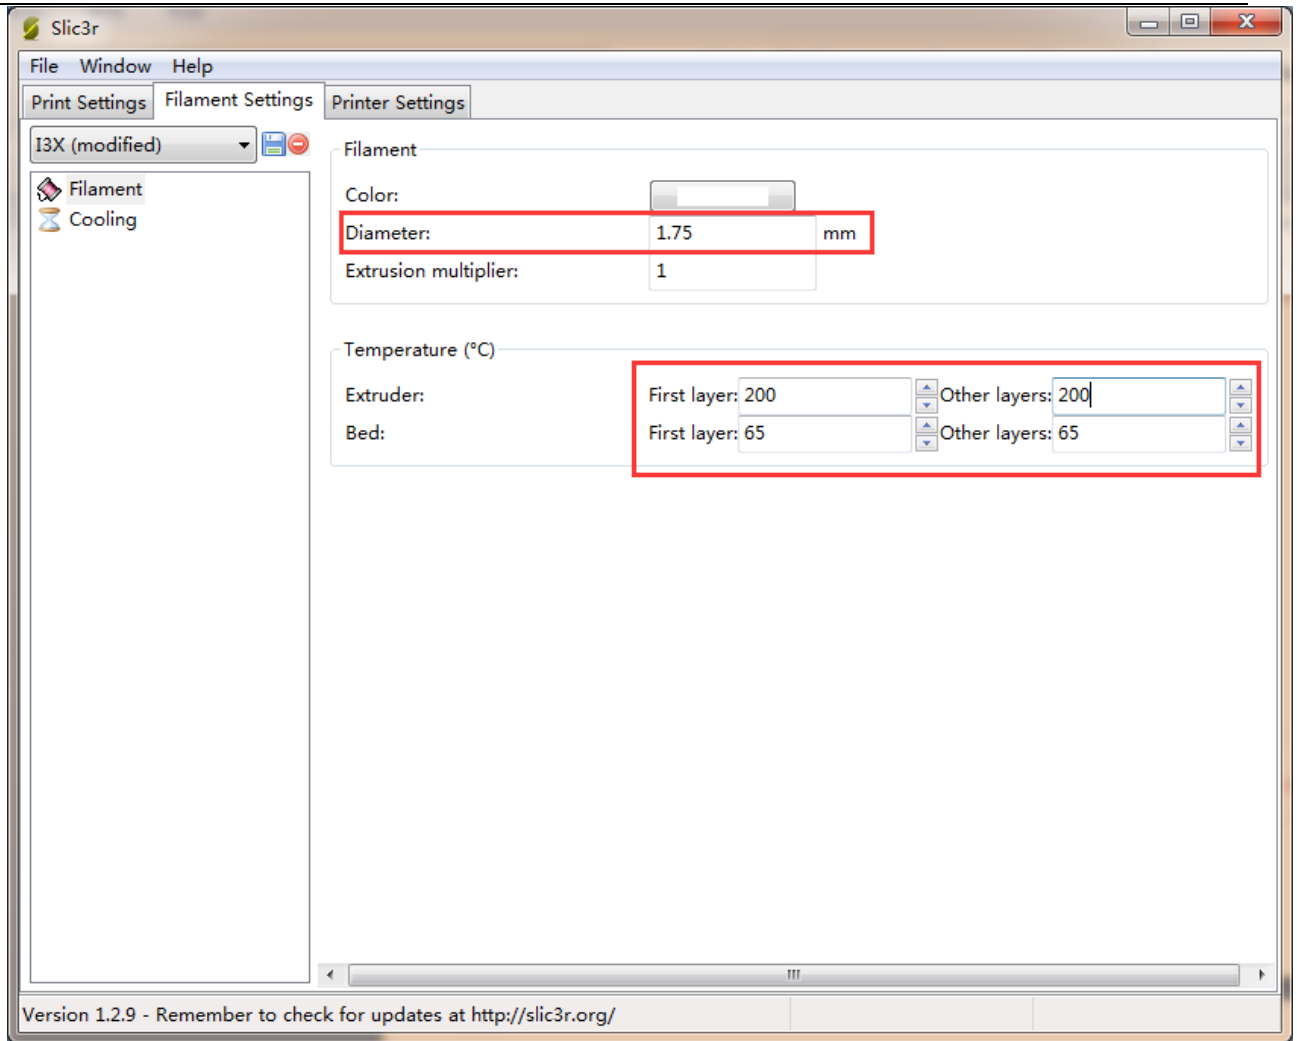 Slic3r
File Window Help
Print Settings Filament Settings Printer Settings
I3X (modified)
Filament
Cooling
Filament
Color:
Diameter: 1.75 mm
Extrusion multiplier: 1
Temperature (°C)
Extruder: First layer: 200 Other layers: 200
Bed: First layer: 65 Other layers: 65
Version 1.2.9 - Remember to check for updates at http://slic3r.org/